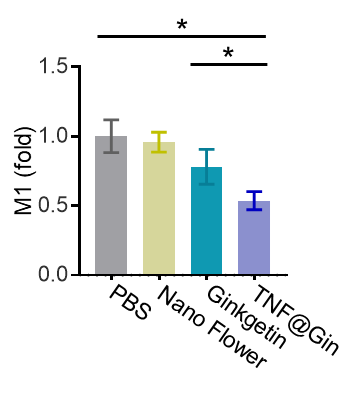 *
*
1.5
1.0
0.5
0.0
M1 (fold)
PBS
Nano Flower
Ginkgetin
TNF@Gin